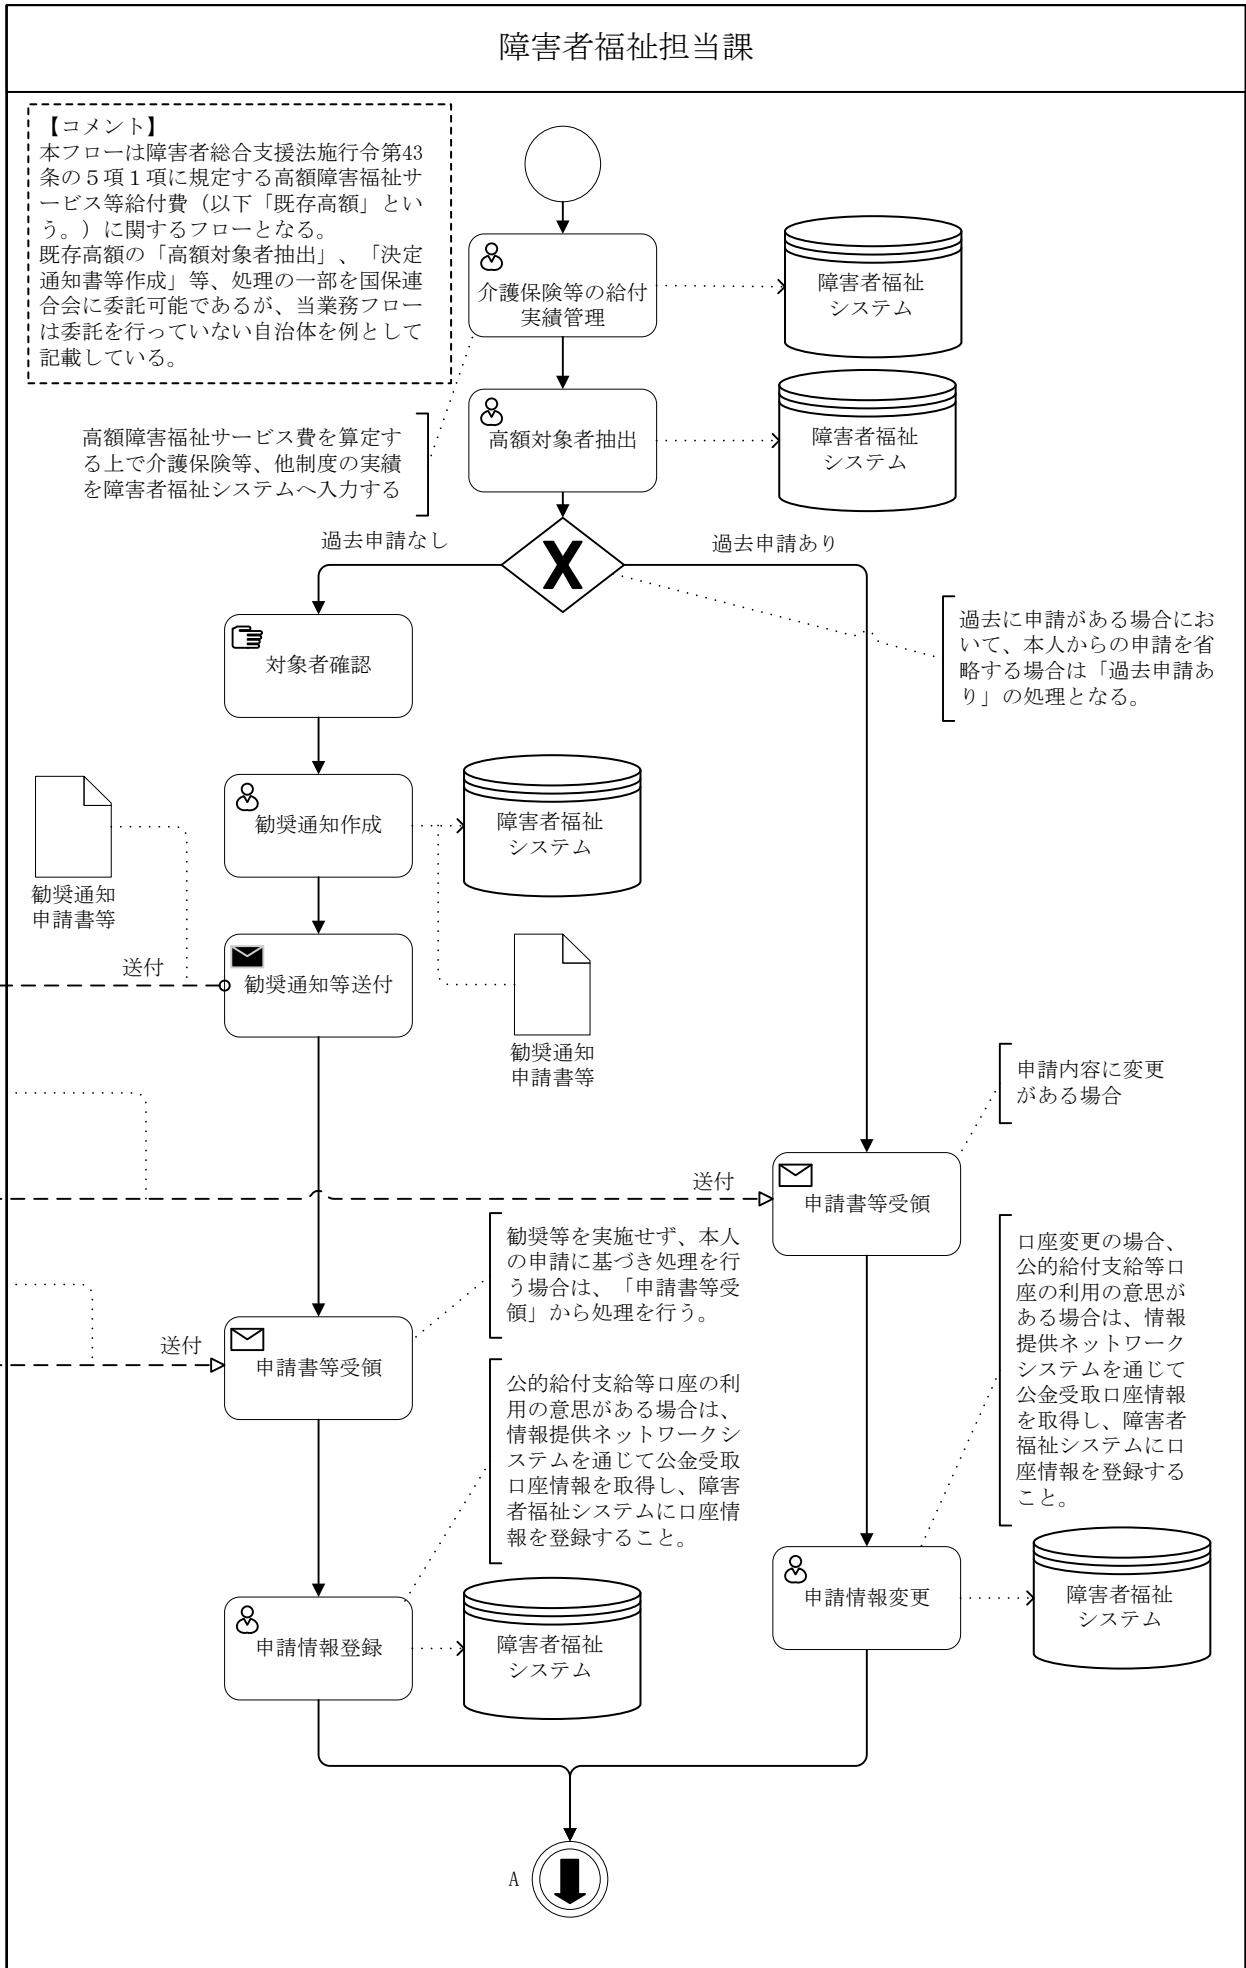 障害者福祉担当課
【コメント】
本フローは障害者総合支援法施行令第43
条の５項１項に規定する高額障害福祉サ
ービス等給付費（以下「既存高額」とい
う。）に関するフローとなる。
既存高額の「高額対象者抽出」、「決定
通知書等作成」等、処理の一部を国保連
合会に委託可能であるが、当業務フロー
は委託を行っていない自治体を例として
記載している。
介護保険等の給付
実績管理
障害者福祉
システム
高額障害福祉サービス費を算定す
る上で介護保険等、他制度の実績
を障害者福祉システムへ入力する
高額対象者抽出
障害者福祉
システム
過去申請なし
過去申請あり
X
過去に申請がある場合にお
いて、本人からの申請を省
略する場合は「過去申請あ
り」の処理となる。
対象者確認
勧奨通知作成
障害者福祉
システム
勧奨通知
申請書等
送付
勧奨通知等送付
勧奨通知
申請書等
申請内容に変更
がある場合
送付
申請書等受領
勧奨等を実施せず、本人
の申請に基づき処理を行
う場合は、「申請書等受
領」から処理を行う。
口座変更の場合、
公的給付支給等口
座の利用の意思が
ある場合は、情報
提供ネットワーク
システムを通じて
公金受取口座情報
を取得し、障害者
福祉システムに口
座情報を登録する
こと。
送付
申請書等受領
公的給付支給等口座の利
用の意思がある場合は、
情報提供ネットワークシ
ステムを通じて公金受取
口座情報を取得し、障害
者福祉システムに口座情
報を登録すること。
申請情報変更
障害者福祉
システム
申請情報登録
障害者福祉
システム
A